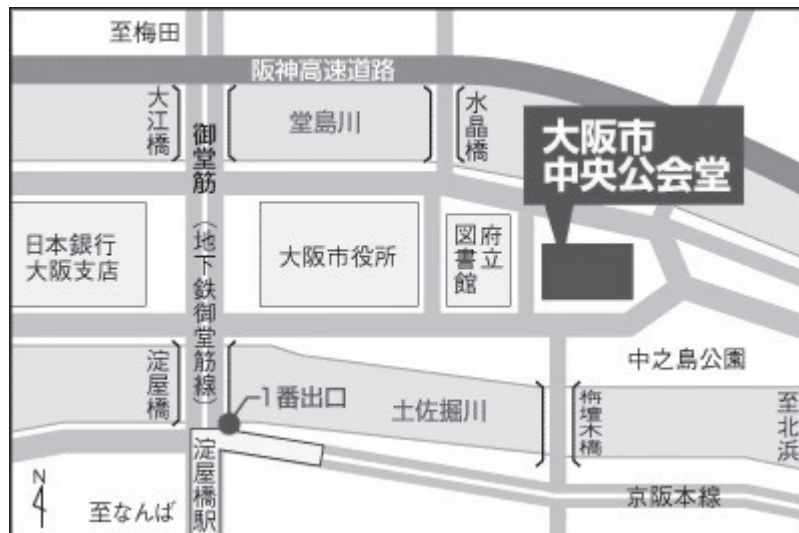 至梅田
阪神高速道路
大江橋
御堂筋
(地下鉄御堂筋線)
堂島川
水晶橋
大阪市
中央公会堂
日本銀行
大阪支店
大阪市役所
府立
図書館
淀屋橋
1番出口
土佐掘川
中之島公園
栴壇木橋
至北浜
淀屋橋駅
京阪本線
N
至なんば